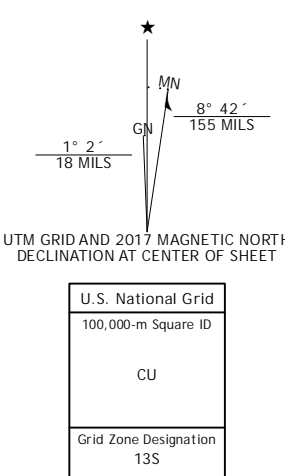 ★
MN
8° 42´
155 MILS
GN
1° 2´
18 MILS
UTM GRID AND 2017 MAGNETIC NORTH
DECLINATION AT CENTER OF SHEET
U.S. National Grid
100,000-m Square ID
CU
Grid Zone Designation
13S